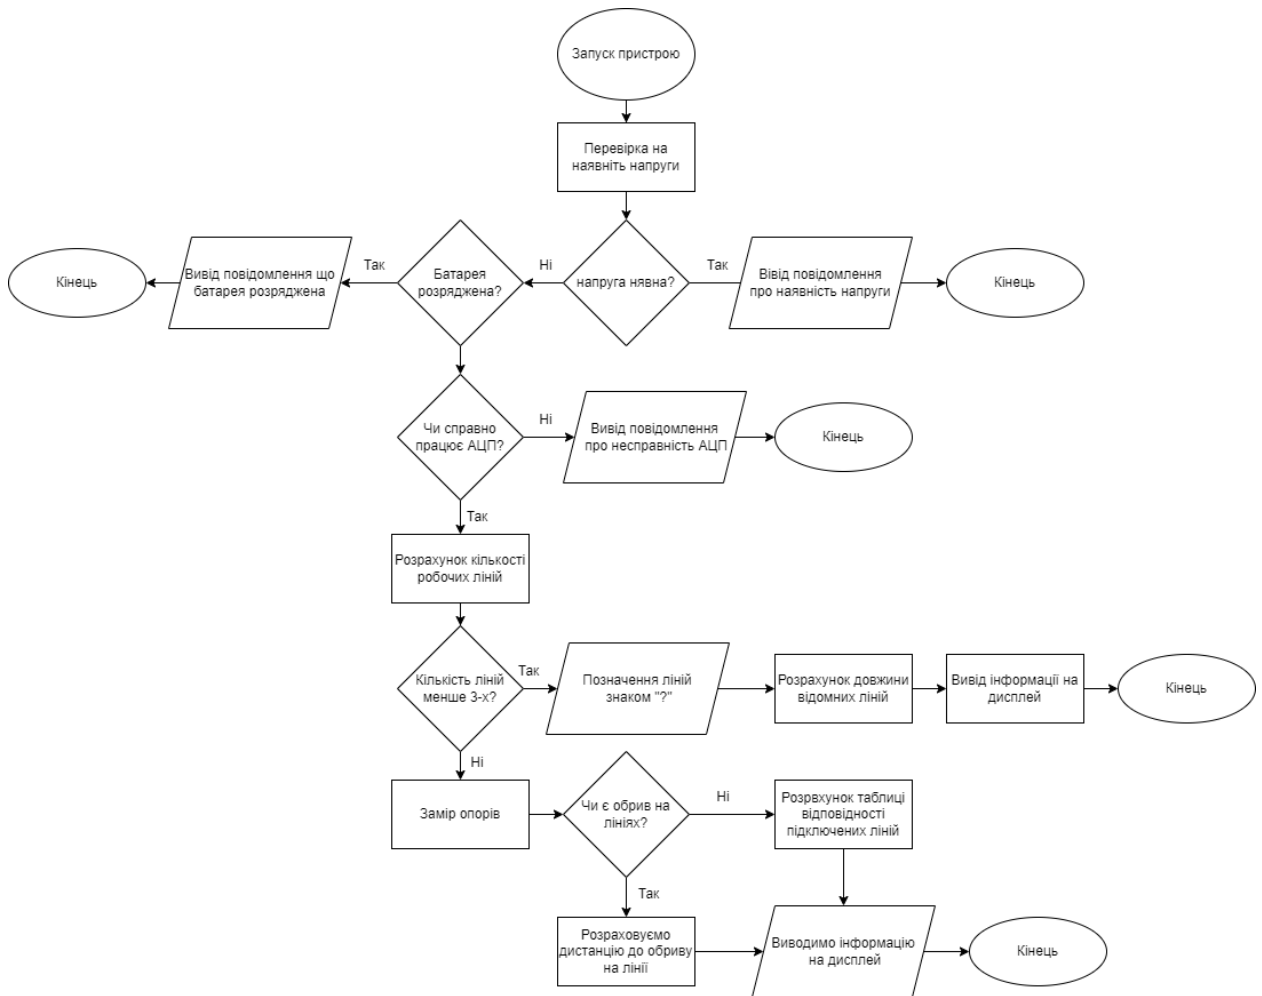 Запуск пристрою
Перевірка на
наявніть напруги
Кінець
Вивід повідомлення що
батарея розряджена
Так
Батарея
розряджена?
Ні
напруга нявна?
Так
Вівід повідомлення
про наявність напруги
Кінець
Чи справно
працює АЦП?
Ні
Вивід повідомлення
про несправність АЦП
Кінець
Так
Розрахунок кількості
робочих ліній
Кількість ліній
менше 3-х?
Так
Позначення ліній
знаком "?"
Розрахунок довжини
відомних ліній
Вивід інформації на
дисплей
Кінець
Ні
Замір опорів
Чи є обрив на
лініях?
Ні
Розрвхунок таблиці
відповідності
підключених ліній
Так
Розраховуємо
дистанцію до обриву
на лінії
Виводимо інформацію
на дисплей
Кінець